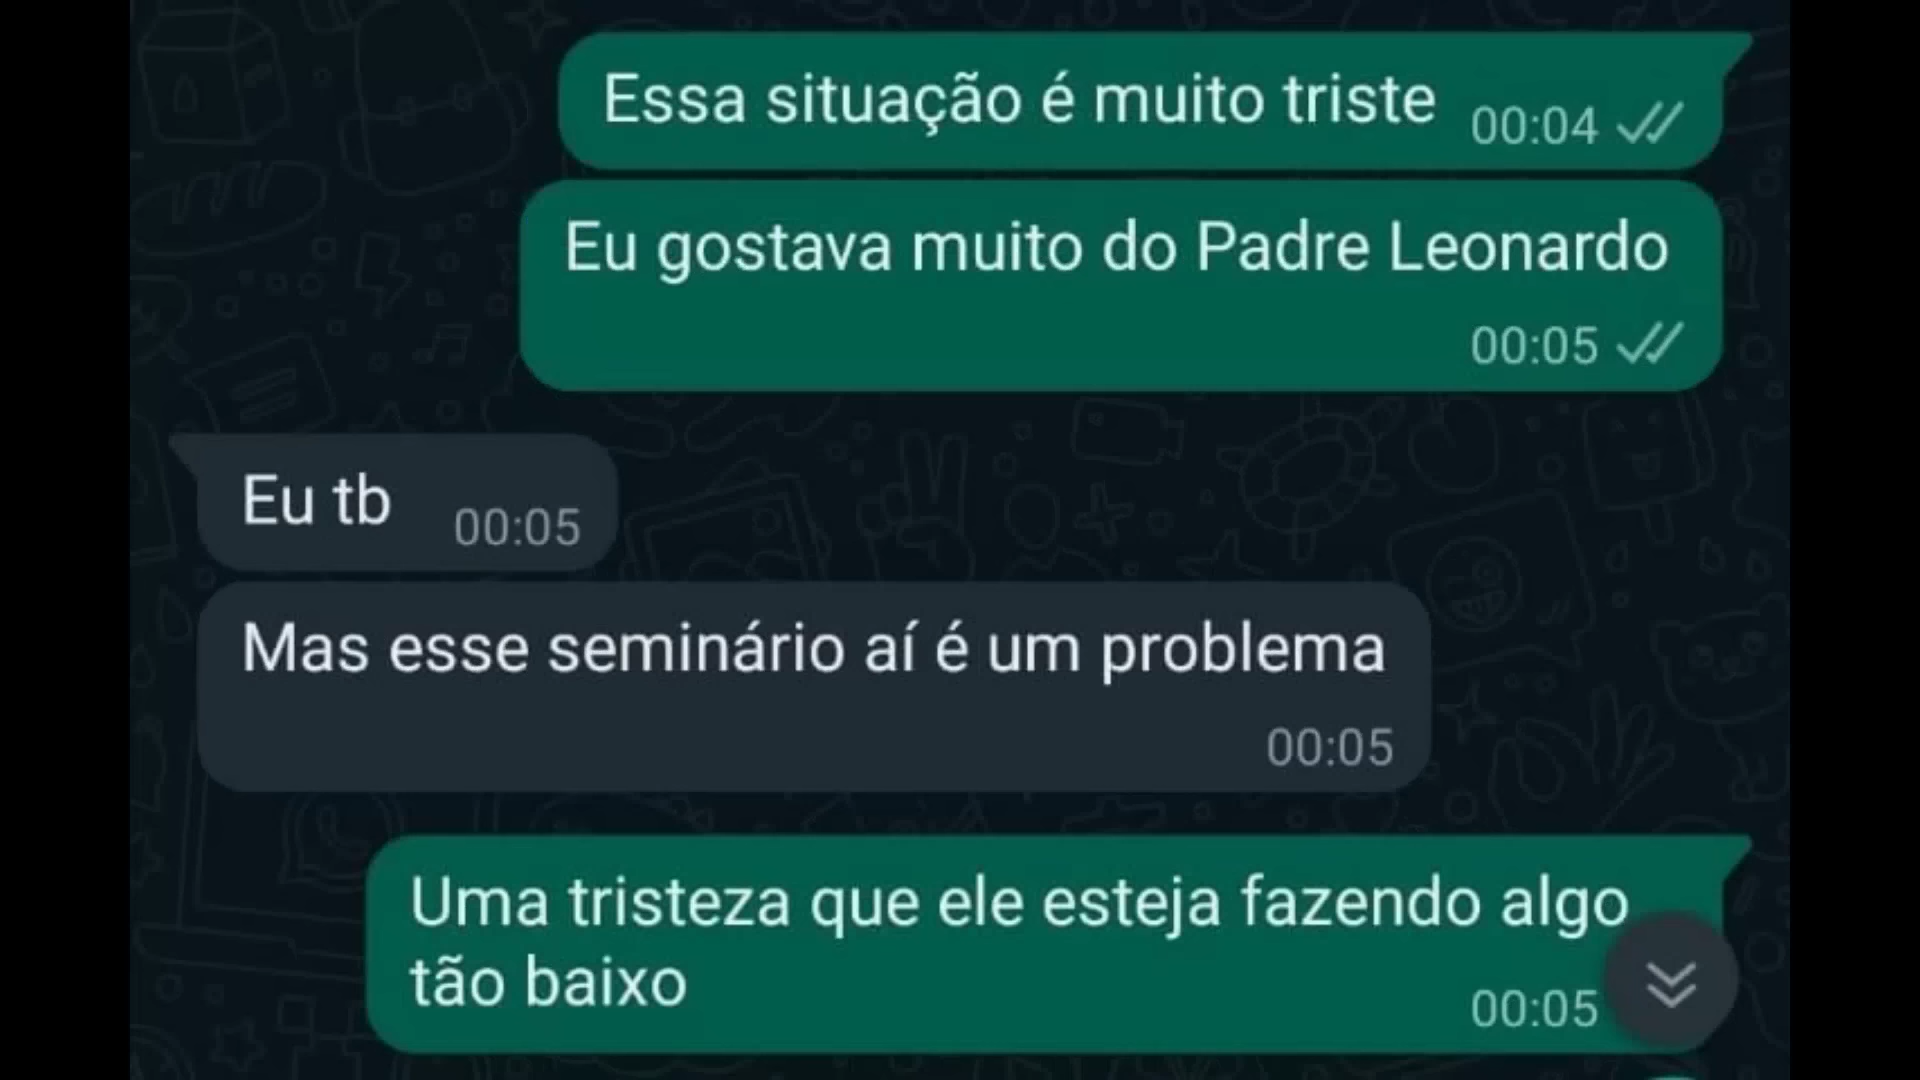 Essa situação é muito triste 00:04
Eu gostava muito do Padre Leonardo
00:05
Eu tb 00:05
Mas esse seminário aí é um problema
00:05
Uma tristeza que ele esteja fazendo algo
tão baixo 00:05